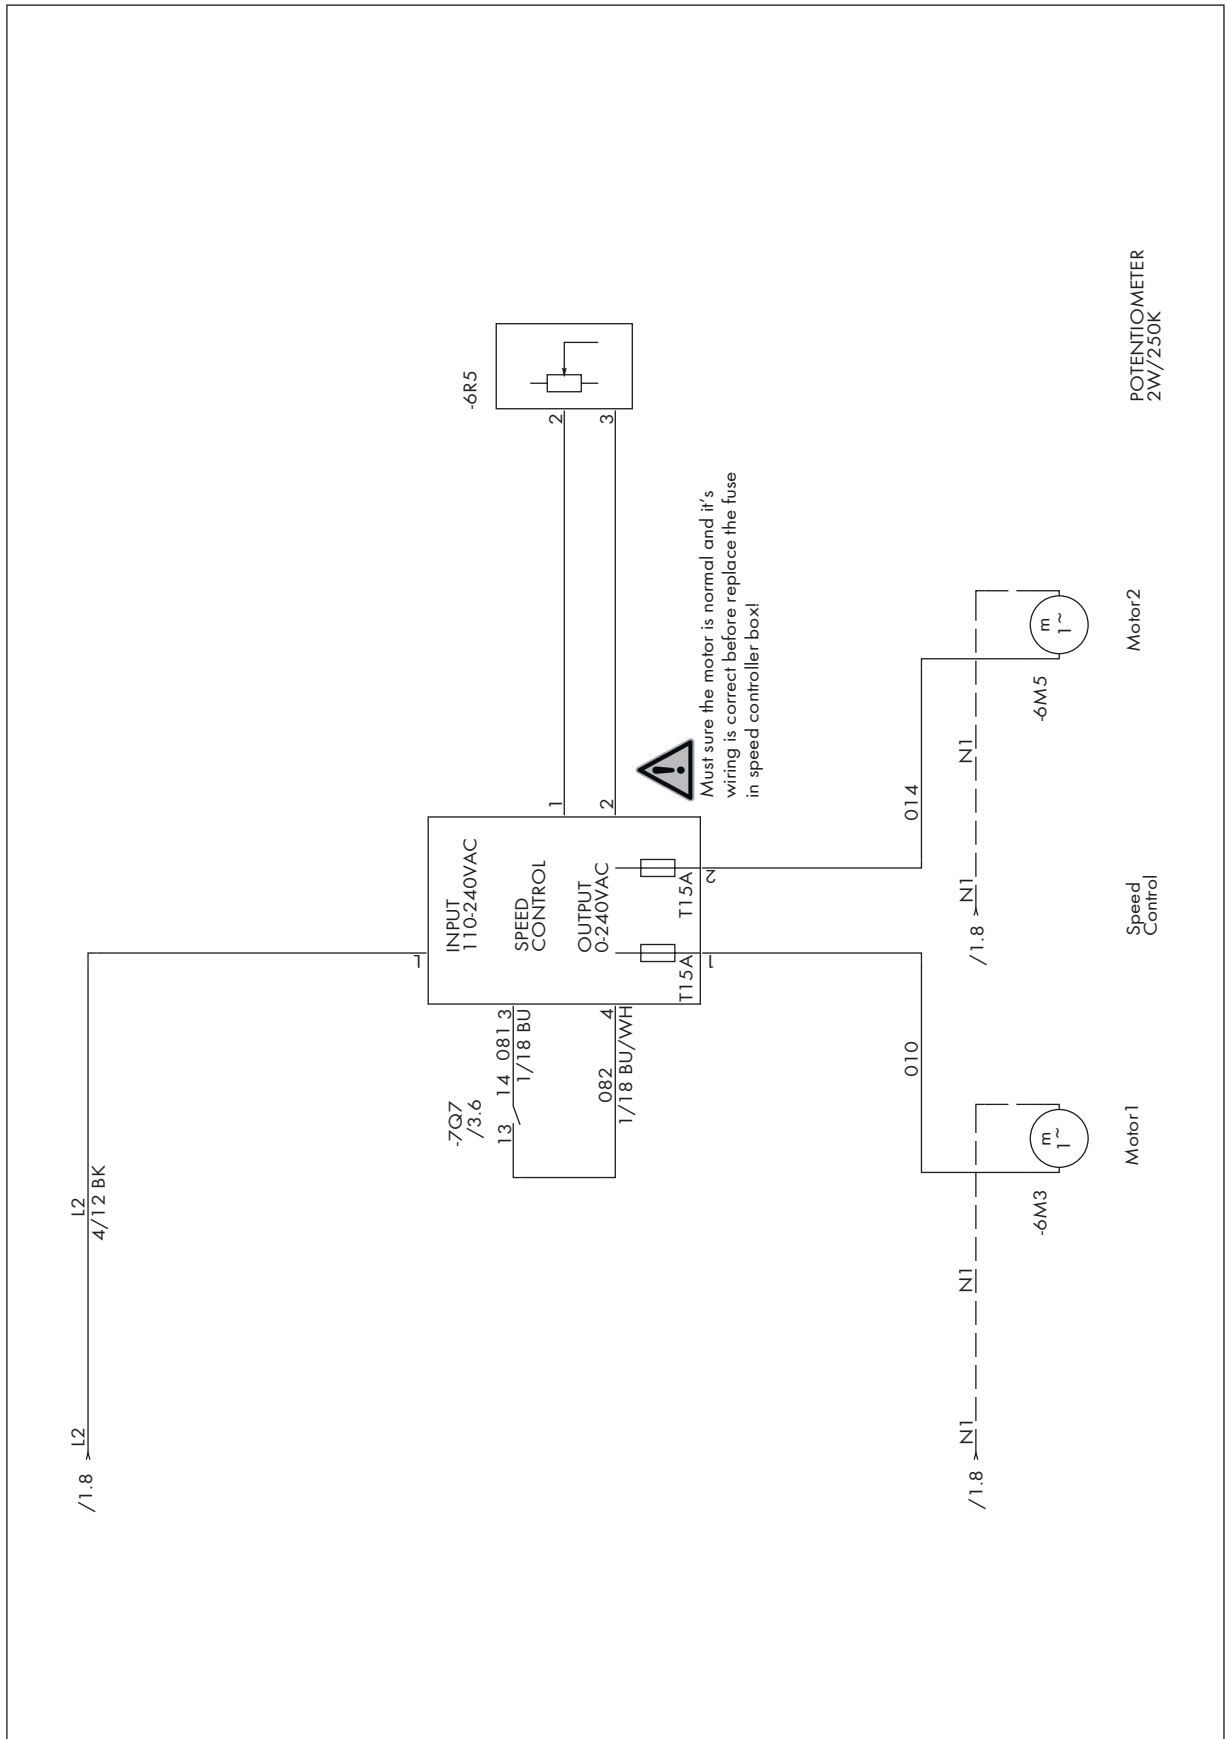 /1.8
L2
L2
4/12 BK
L
INPUT
110-240VAC
SPEED
CONTROL
OUTPUT
0-240VAC
T15A
T15A
1
2
-7Q7
/3.6
13
14
081
3
1/18 BU
082
4
1/18 BU/WH
1
2
2
3
-6R5
Must sure the motor is normal and it's
wiring is correct before replace the fuse
in speed controller box!
010
014
/1.8
N1
N1
/1.8
N1
N1
-6M3
m
1~
-6M5
m
1~
Motor1
Speed
Control
Motor2
POTENTIOMETER
2W/250K